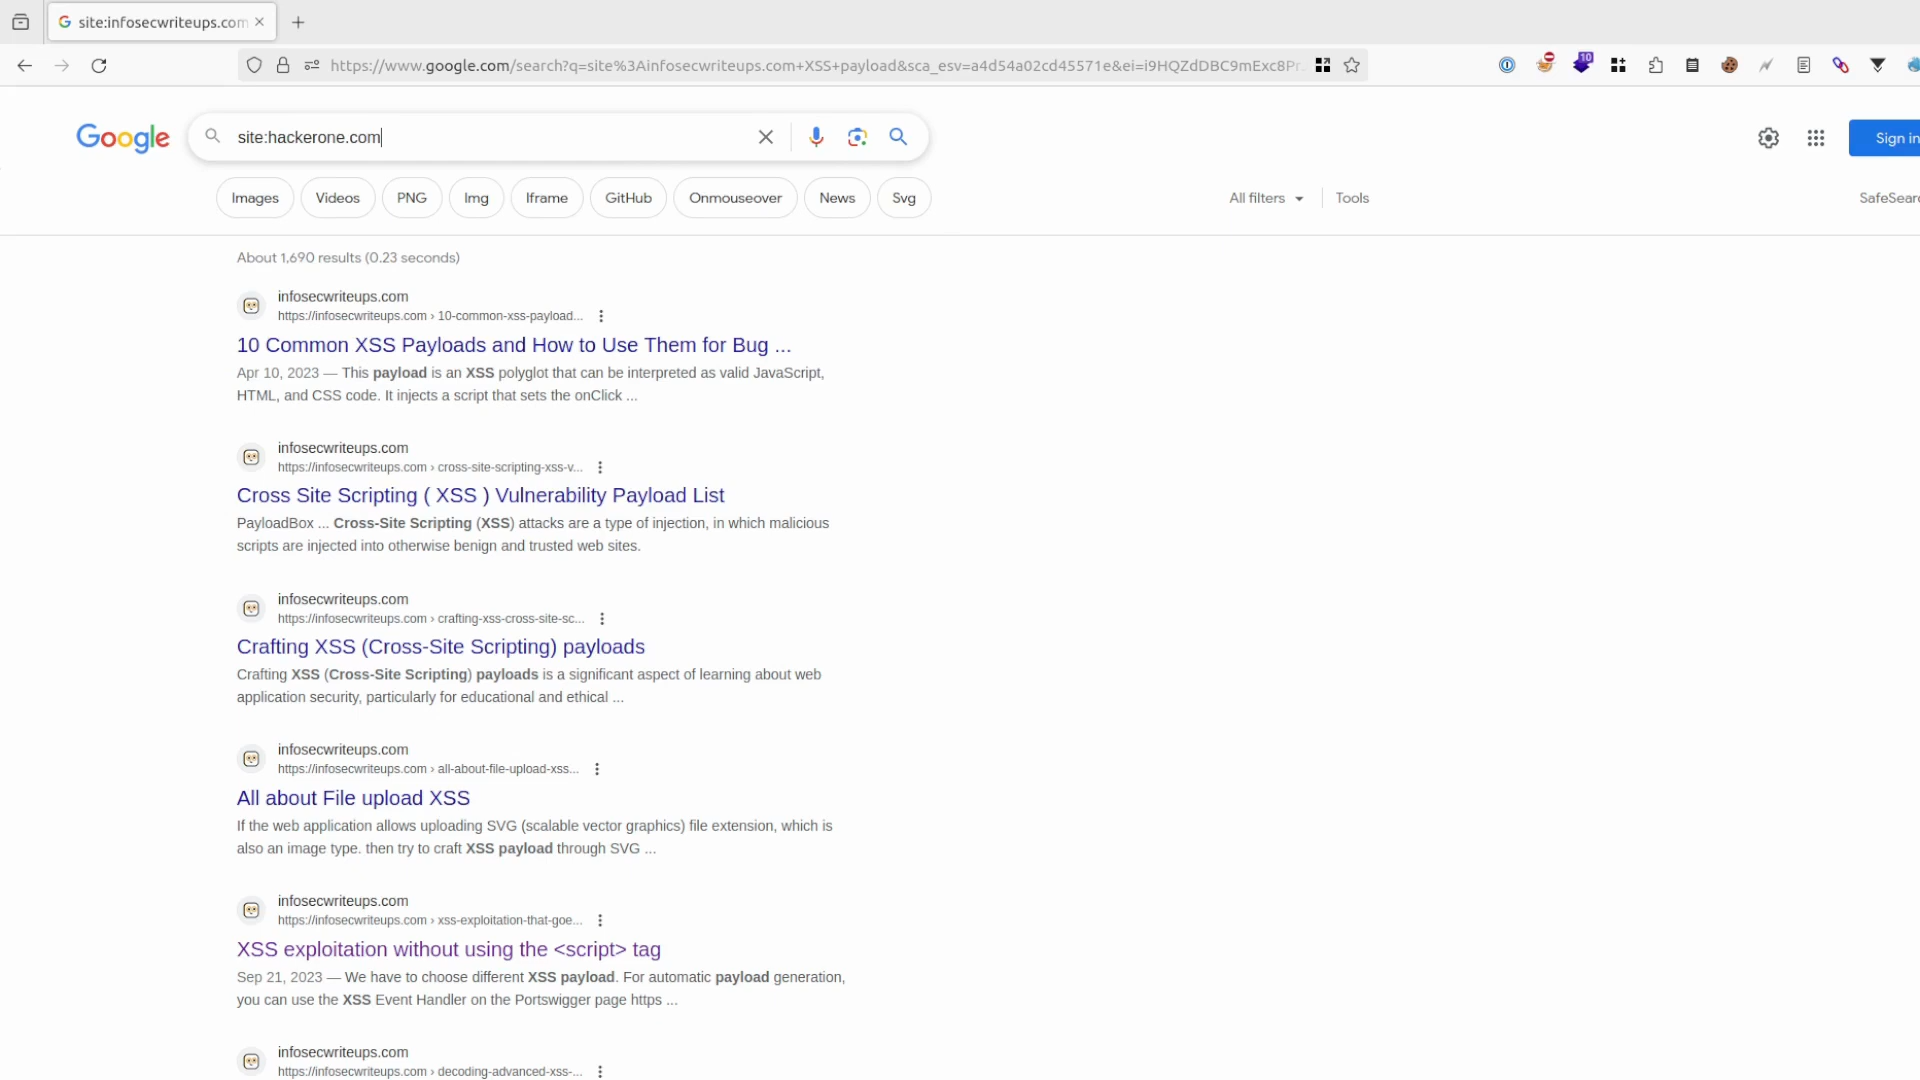 site:infosecwriteups.com
https://www.google.com/search?q=site%3Ainfosecwriteups.com+XSS+payload&sca_esv=a4d54a02cd45571e&ei=i9HQZdDBC9mExc8Pr
10
Google
site:hackerone.com
Sign in
Images
Videos
PNG
Img
Iframe
GitHub
Onmouseover
News
Svg
All filters
Tools
SafeSearc
About 1,690 results (0.23 seconds)
infosecwriteups.com
https://infosecwriteups.com › 10-common-xss-payload...
10 Common XSS Payloads and How to Use Them for Bug ...
Apr 10, 2023 — This payload is an XSS polyglot that can be interpreted as valid JavaScript,
HTML, and CSS code. It injects a script that sets the onClick ...
infosecwriteups.com
https://infosecwriteups.com › cross-site-scripting-xss-v...
Cross Site Scripting ( XSS ) Vulnerability Payload List
PayloadBox ... Cross-Site Scripting (XSS) attacks are a type of injection, in which malicious
scripts are injected into otherwise benign and trusted web sites.
infosecwriteups.com
https://infosecwriteups.com › crafting-xss-cross-site-sc...
Crafting XSS (Cross-Site Scripting) payloads
Crafting XSS (Cross-Site Scripting) payloads is a significant aspect of learning about web
application security, particularly for educational and ethical ...
infosecwriteups.com
https://infosecwriteups.com › all-about-file-upload-xss...
All about File upload XSS
If the web application allows uploading SVG (scalable vector graphics) file extension, which is
also an image type. then try to craft XSS payload through SVG ...
infosecwriteups.com
https://infosecwriteups.com › xss-exploitation-that-goe...
XSS exploitation without using the <script> tag
Sep 21, 2023 — We have to choose different XSS payload. For automatic payload generation,
you can use the XSS Event Handler on the Portswigger page https ...
infosecwriteups.com
https://infosecwriteups.com › decoding-advanced-xss-...